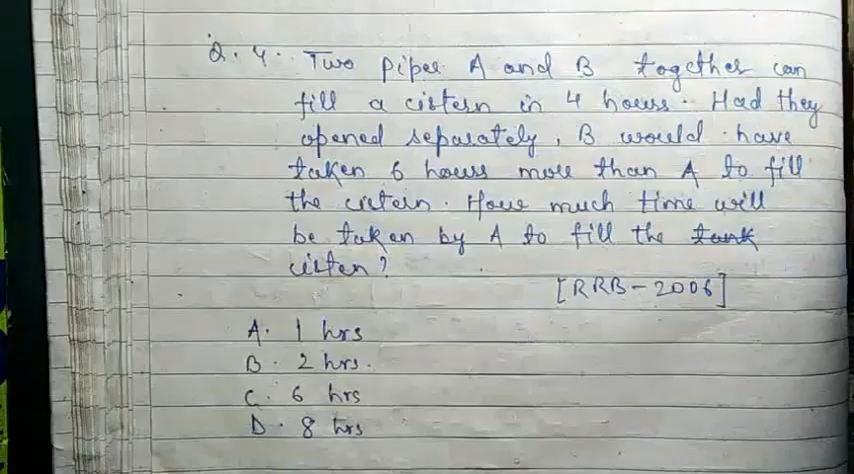 Q.4. Two pipes A and B together can
fill a cistern in 4 hours. Had they
opened separately, B would have
taken 6 hours more than A to fill
the cistern. How much time will
be taken by A to fill the tank
cistern?
[RRB-2006]
A. 1 hrs
B. 2 hrs.
C. 6 hrs
D. 8 hrs